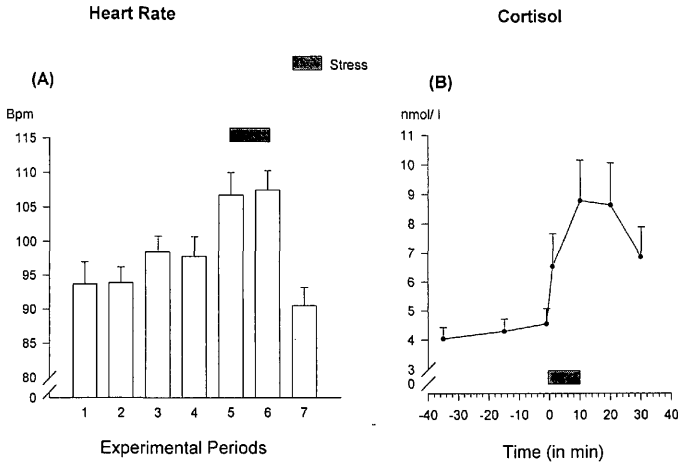 Heart Rate
Cortisol
Stress
(A)
(B)
Bpm
nmol/ l
115
110
105
100
95
90
80
0
11
10
9
8
7
6
5
4
3
0
1 2 3 4 5 6 7
-40 -30 -20 -10 0 10 20 30 40
Experimental Periods
Time (in min)